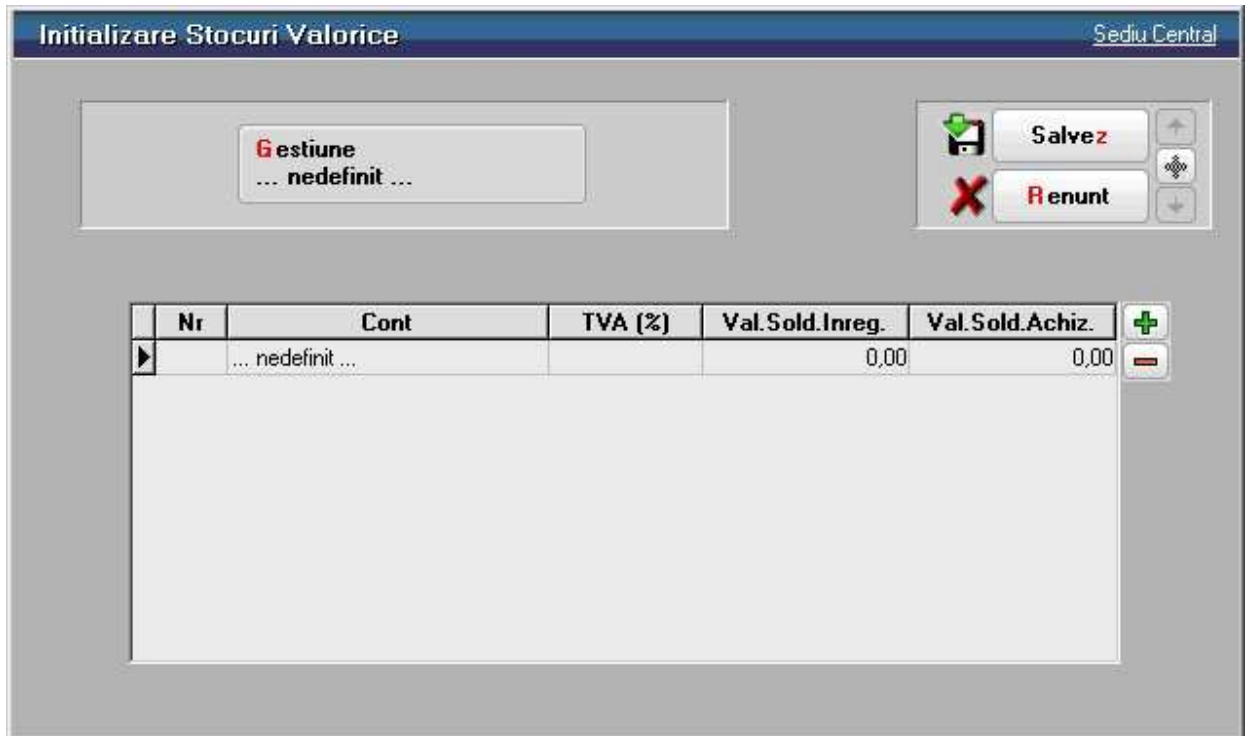 Initializare Stocuri Valorice
Sediu Central
Gestiune
... nedefinit ...
Salvez
Renunt
Nr Cont TVA (%) Val.Sold.Inreg. Val.Sold.Achiz.
... nedefinit ... 0,00 0,00